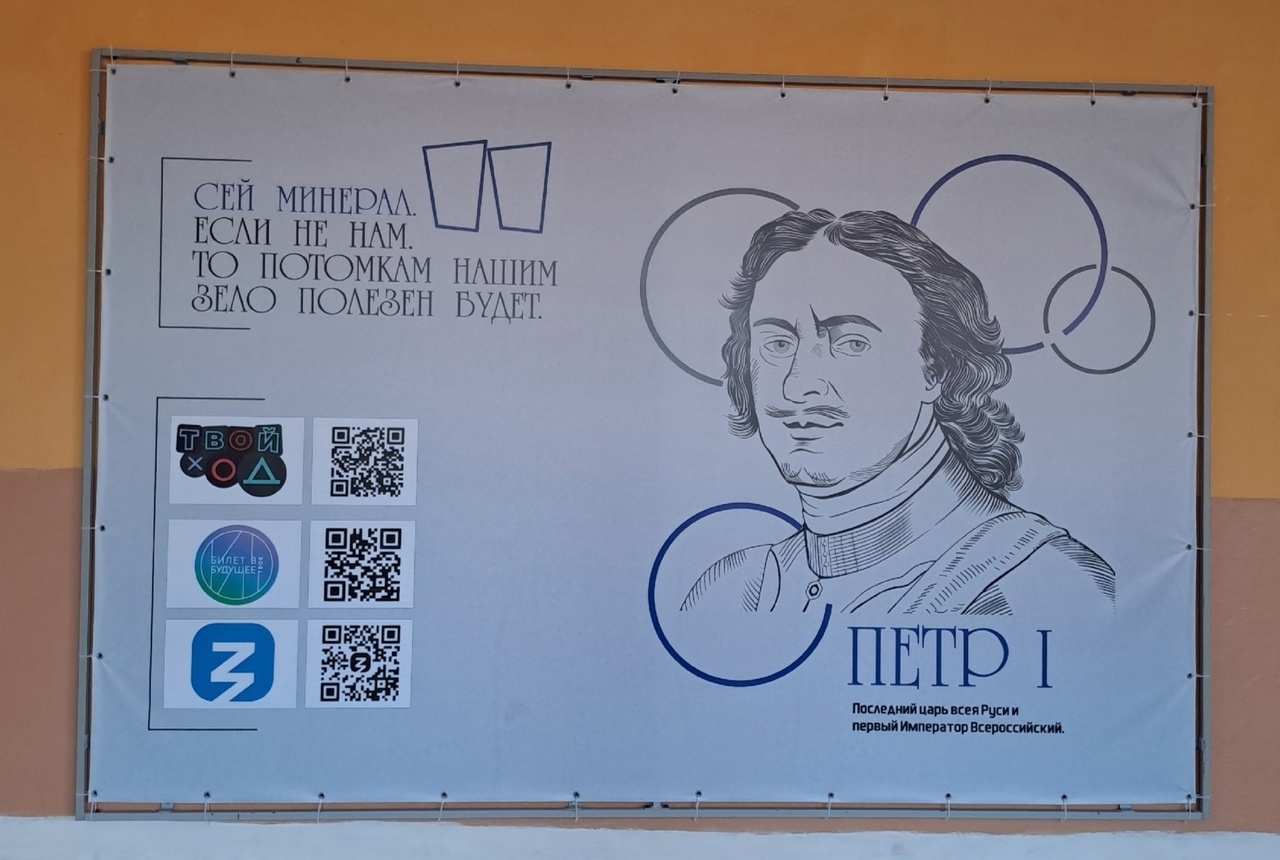 СЕЙ МИНЕРАЛ.
ЕСЛИ НЕ НАМ.
ТО ПОТОМКАМ НАШИМ
ЗЕЛО ПОЛЕЗЕН БУДЕТ.
ТВОЙ
ХОД
БИЛЕТ В
БУДУЩЕЕ
ПЕТР I
Последний царь всея Руси и
первый Император Всероссийский.